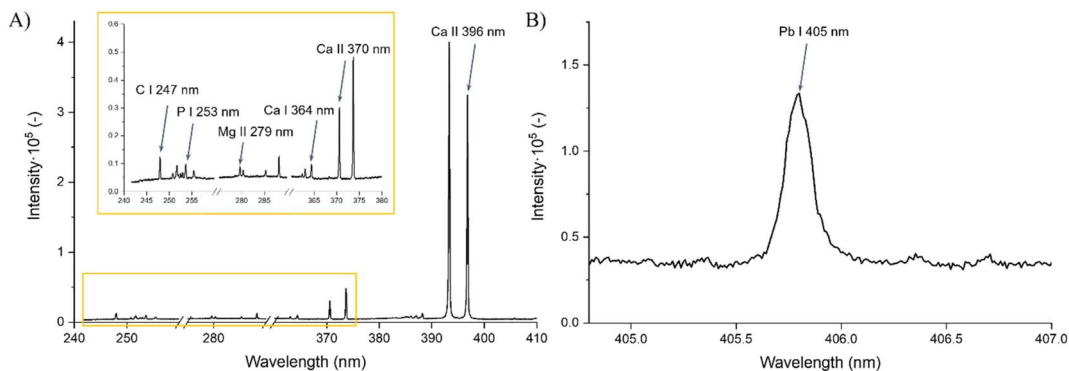 A)
Intensity·10⁵ (-)
4
3
2
1
0
0.6
0.5
0.4
0.3
0.2
0.1
0.0
C I 247 nm
P I 253 nm
Mg II 279 nm
Ca I 364 nm
Ca II 370 nm
240 245 250 255 280 285 365 370 375 380
Ca II 396 nm
240 250 280 370 390 400 410
Wavelength (nm)
B)
Intensity·10⁵ (-)
1.5
1.0
0.5
0.0
Pb I 405 nm
405.0 405.5 406.0 406.5 407.0
Wavelength (nm)